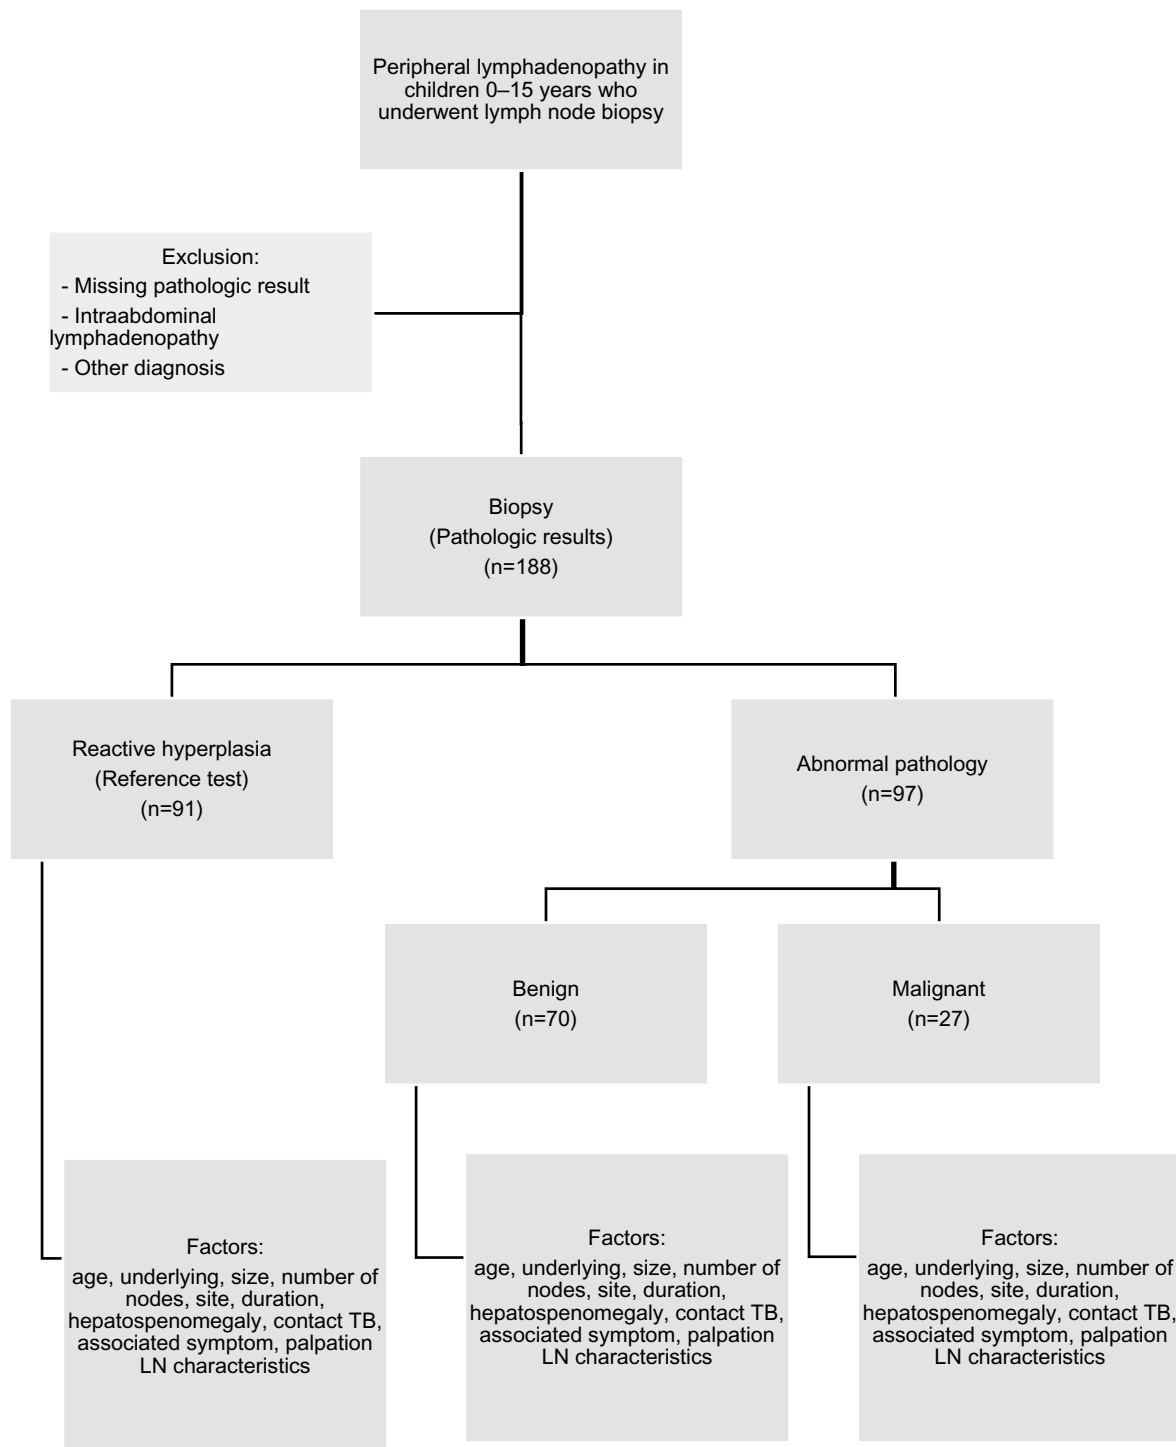 Peripheral lymphadenopathy in
children 0–15 years who
underwent lymph node biopsy
Exclusion:
- Missing pathologic result
- Intraabdominal
lymphadenopathy
- Other diagnosis
Biopsy
(Pathologic results)
(n=188)
Reactive hyperplasia
(Reference test)
(n=91)
Abnormal pathology
(n=97)
Benign
(n=70)
Malignant
(n=27)
Factors:
age, underlying, size, number of
nodes, site, duration,
hepatospenomegaly, contact TB,
associated symptom, palpation
LN characteristics
Factors:
age, underlying, size, number of
nodes, site, duration,
hepatospenomegaly, contact TB,
associated symptom, palpation
LN characteristics
Factors:
age, underlying, size, number of
nodes, site, duration,
hepatospenomegaly, contact TB,
associated symptom, palpation
LN characteristics